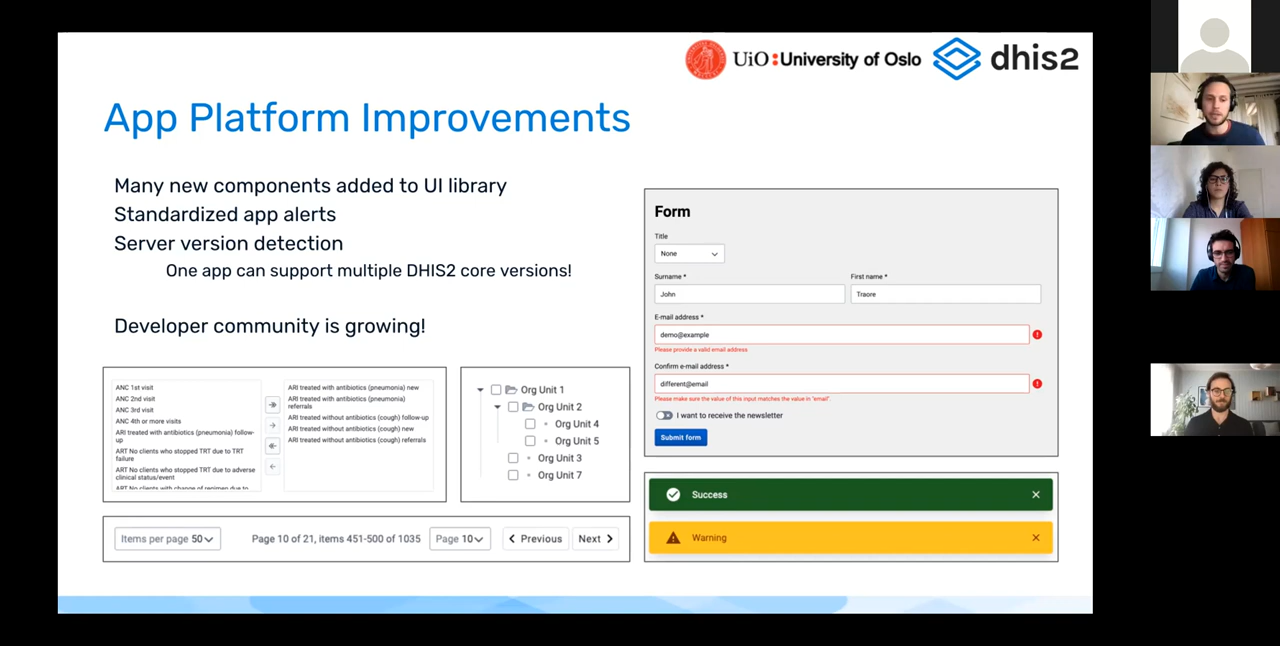 UiO:University of Oslo
dhis2
App Platform Improvements
Many new components added to UI library
Standardized app alerts
Server version detection
One app can support multiple DHIS2 core versions!
Developer community is growing!
ANC 1st visit
ANC 2nd visit
ANC 3rd visit
ANC 4th or more visits
ARI treated with antibiotics (pneumonia) follow-
up
ART No clients who stopped TRT due to TRT
failure
ART No clients who stopped TRT due to adverse
clinical status/event
ART No clients with change of regimen due to
ARI treated with antibiotics (pneumonia) new
ARI treated with antibiotics (pneumonia)
referrals
ARI treated without antibiotics (cough) follow-up
ARI treated without antibiotics (cough) new
ARI treated without antibiotics (cough) referrals
Org Unit 1
Org Unit 2
Org Unit 4
Org Unit 5
Org Unit 3
Org Unit 7
Items per page 50
Page 10 of 21, items 451-500 of 1035
Page 10
Previous
Next
Form
Title
None
Surname *
First name *
John
Traore
E-mail address *
demo@example
Please provide a valid email address
Confirm e-mail address *
different@email
Please make sure the value of this input matches the value in "email".
I want to receive the newsletter
Submit form
Success
Warning